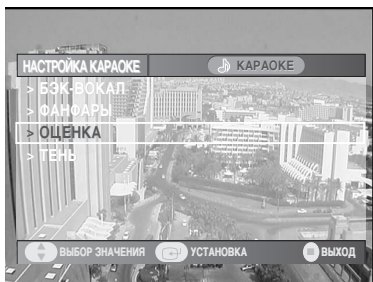 НАСТРОЙКА КАРАОКЕ КАРАОКЕ
> БЭК-ВОКАЛ
> ФАНФАРЫ
> ОЦЕНКА
> ТЕНЬ
ВЫБОР ЗНАЧЕНИЯ УСТАНОВКА ВЫХОД